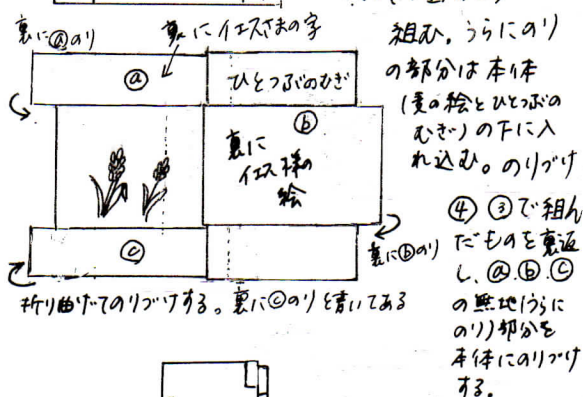 裏にⓐのり
裏にイエスさまの字
ⓐ
ひとつぶのむぎ
ⓑ
裏に
イエス様の
絵
ⓒ
裏にⓑのり
折り曲げてのりづけする。裏にⓒのりと書いてある
組む。うらにのり
の部分は本体
(麦の絵とひとつぶの
むぎ)の下に入
れ込む。のりづけ
④ ③で組ん
だものを裏返
し、ⓐ.ⓑ.ⓒ
の無地(うらに
のり)部分を
本体にのりづけ
する。